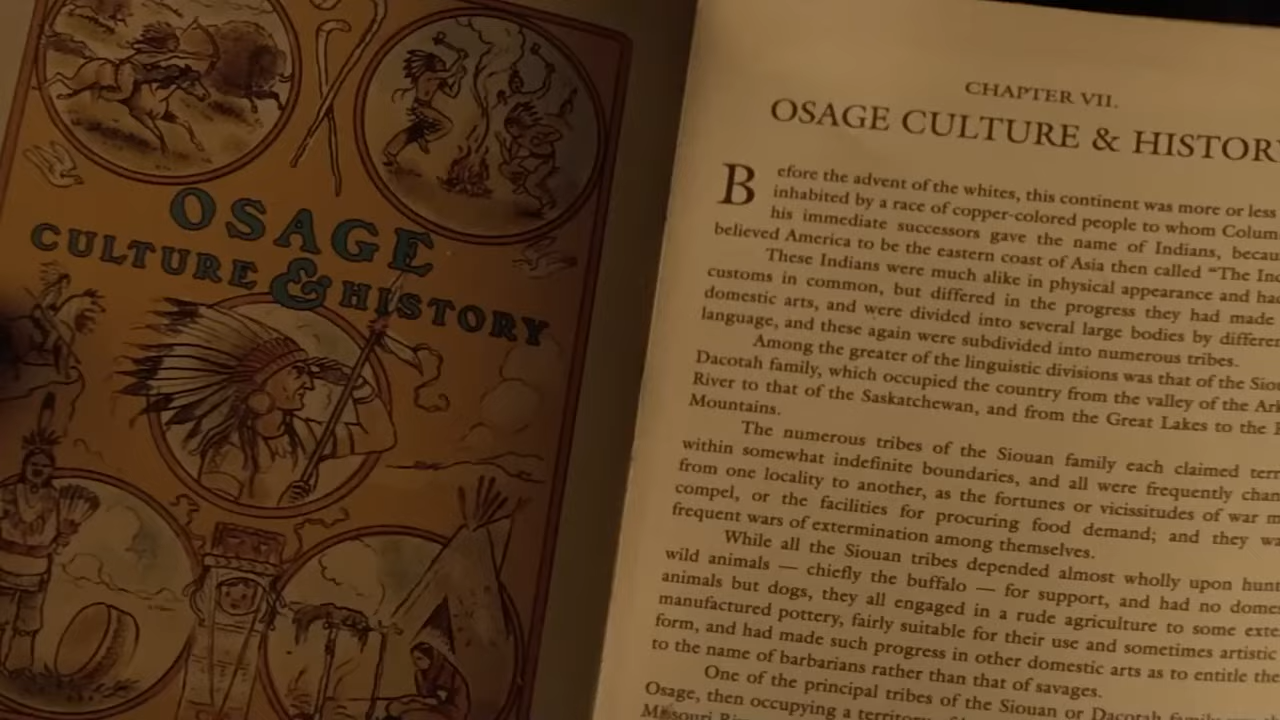 OSAGE
CULTURE & HISTORY
CHAPTER VII.
OSAGE CULTURE & HISTORY
Before the advent of the whites, this continent was more or less
inhabited by a race of copper-colored people to whom Colum
his immediate successors gave the name of Indians, becau
believed America to be the eastern coast of Asia then called “The Ind
These Indians were much alike in physical appearance and ha
customs in common, but differed in the progress they had made
domestic arts, and were divided into several large bodies by differen
language, and these again were subdivided into numerous tribes.
Among the greater of the linguistic divisions was that of the Siou
Dacotah family, which occupied the country from the valley of the Ark
River to that of the Saskatchewan, and from the Great Lakes to the
Mountains.
The numerous tribes of the Siouan family each claimed terr
within somewhat indefinite boundaries, and all were frequently chan
from one locality to another, as the fortunes or vicissitudes of war m
compel, or the facilities for procuring food demand; and they wa
frequent wars of extermination among themselves.
While all the Siouan tribes depended almost wholly upon hunt
wild animals — chiefly the buffalo — for support, and had no dome
animals but dogs, they all engaged in a rude agriculture to some exte
manufactured pottery, fairly suitable for their use and sometimes artistic
form, and had made such progress in other domestic arts as to entitle the
to the name of barbarians rather than that of savages.
One of the principal tribes of the Siouan or Dacotah family
Osage, then occupying a territory
Missouri River